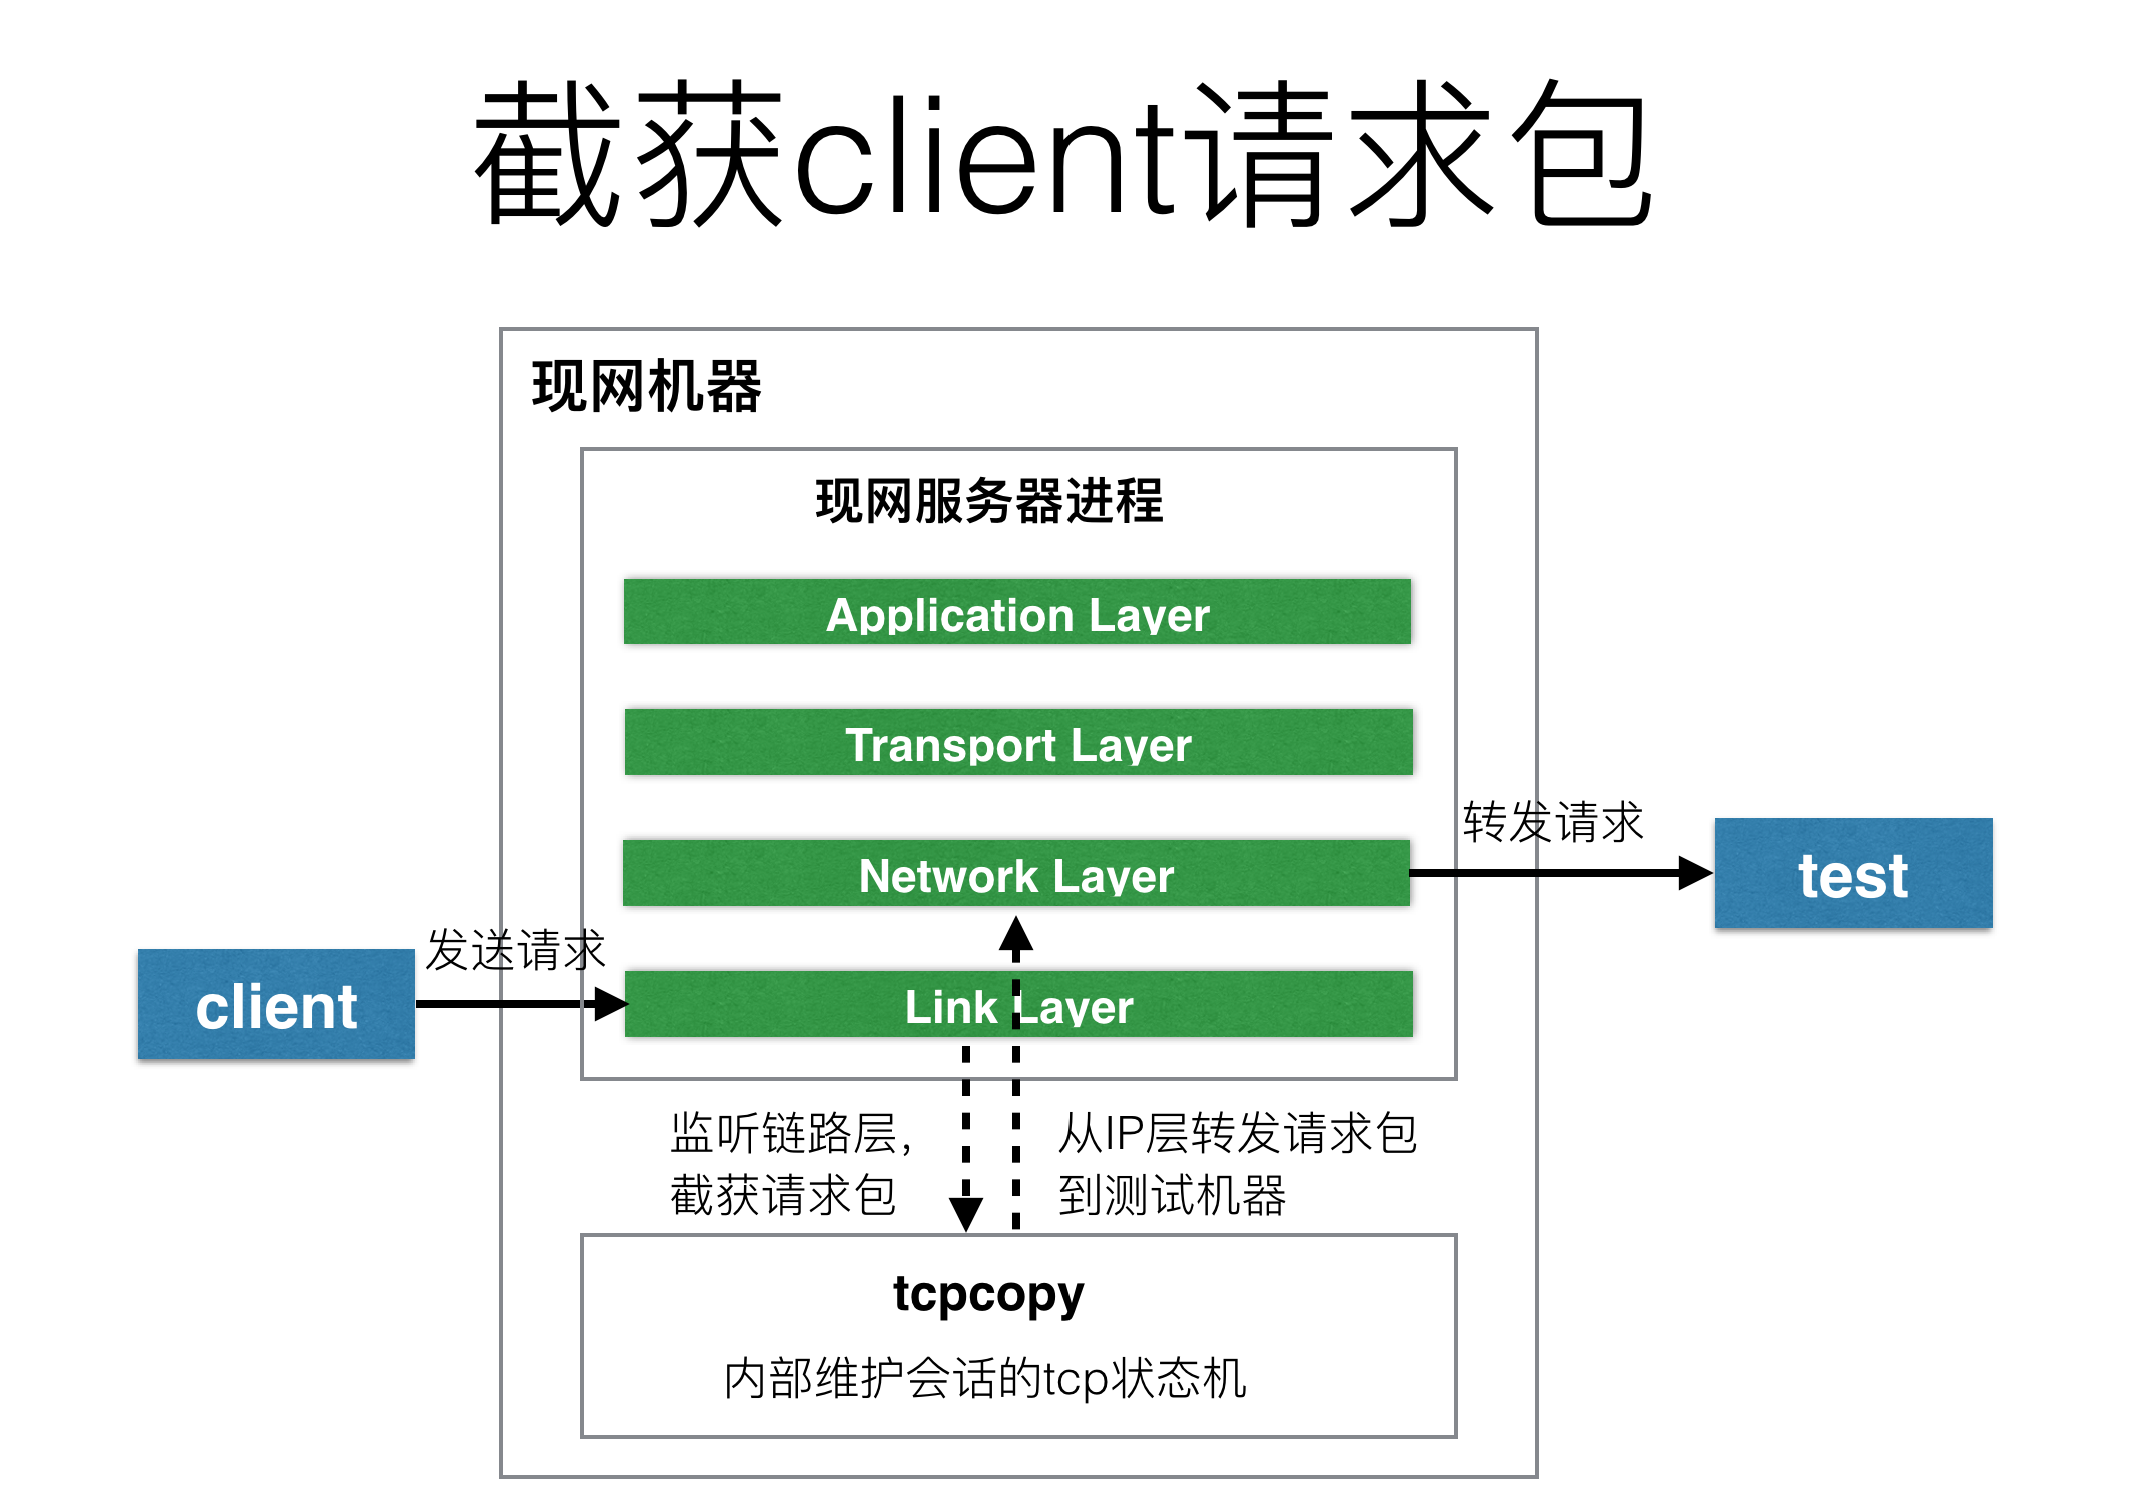 截获client请求包
现网机器
现网服务器进程
Application Layer
Transport Layer
转发请求
Network Layer
test
发送请求
client
Link Layer
监听链路层，
截获请求包
从IP层转发请求包
到测试机器
tcpcopy
内部维护会话的tcp状态机